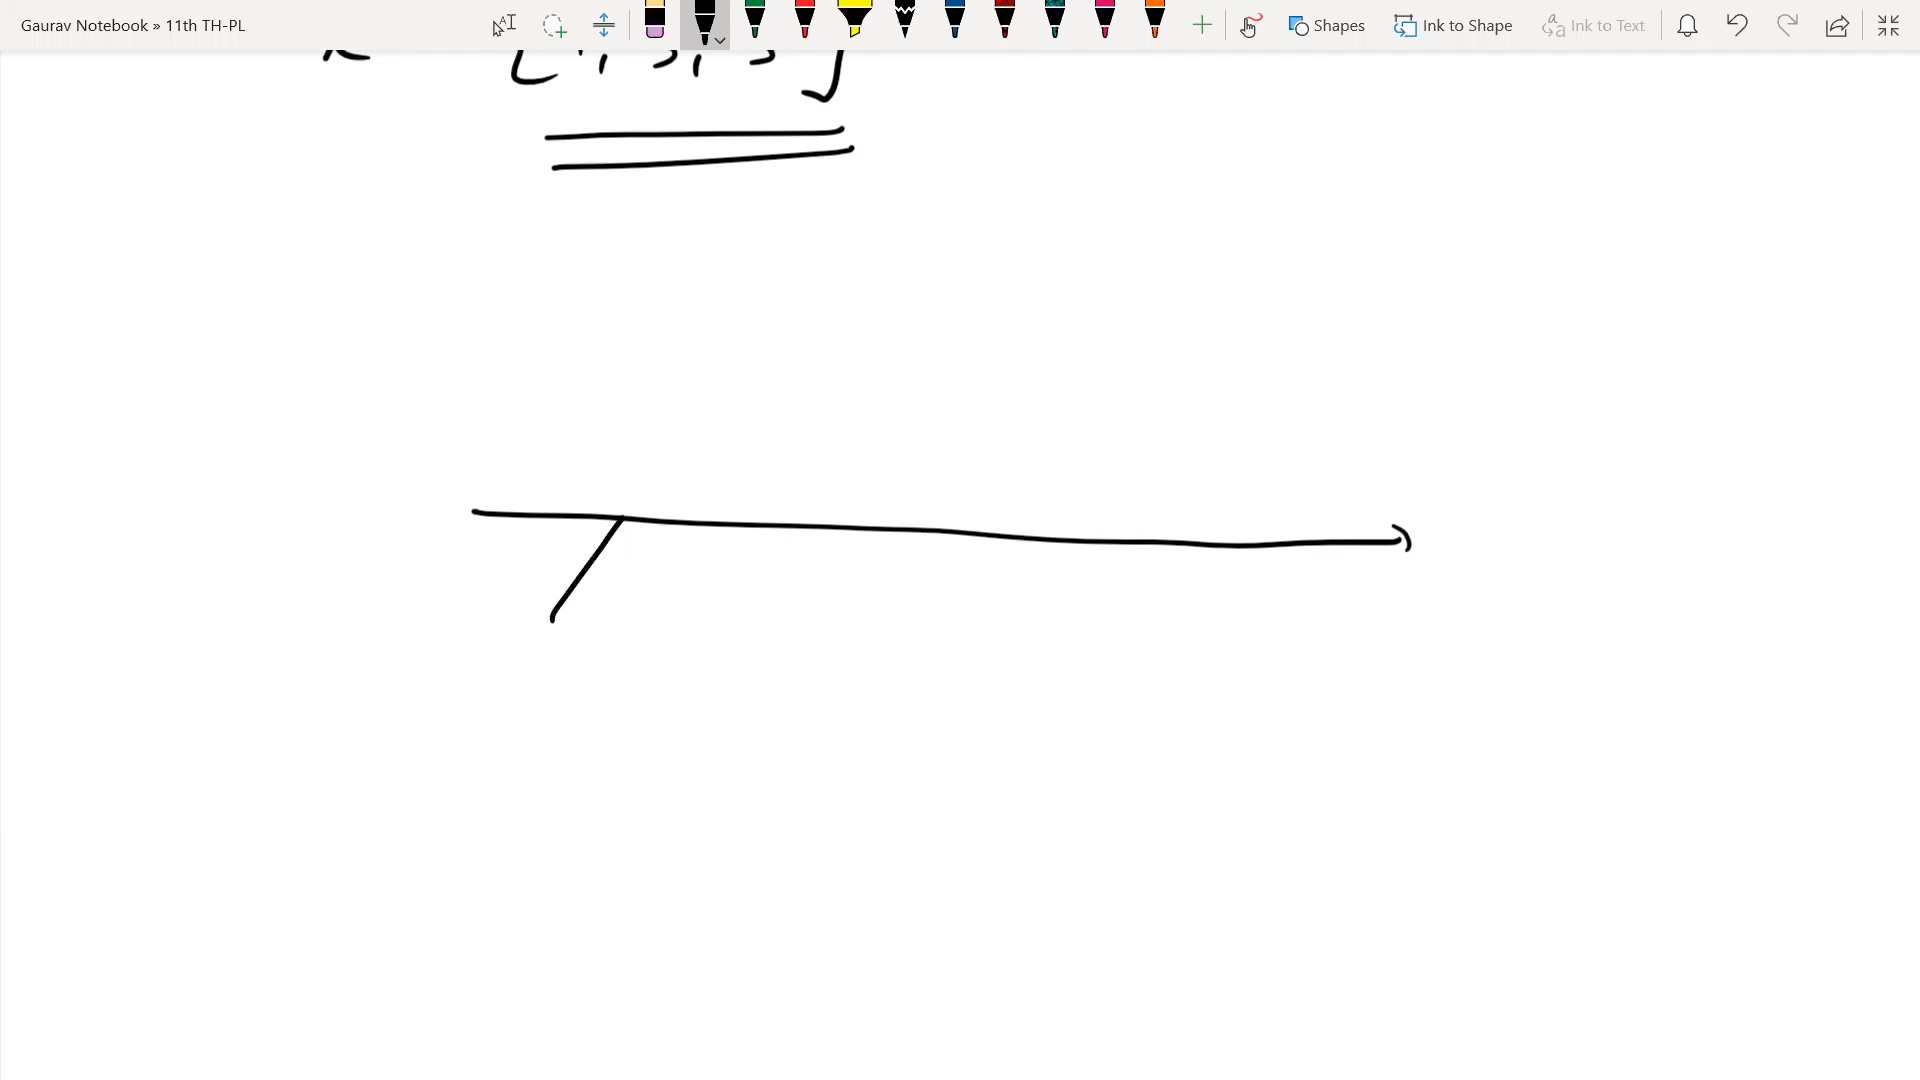 Gaurav Notebook » 11th TH-PL
Shapes
Ink to Shape
Ink to Text